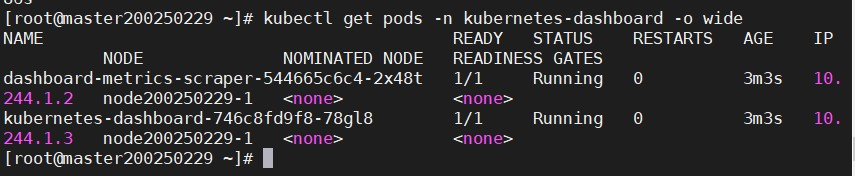 [root@master200250229 ~]# kubectl get pods -n kubernetes-dashboard -o wide
NAME READY STATUS RESTARTS AGE IP
NODE NOMINATED NODE READINESS GATES
dashboard-metrics-scraper-544665c6c4-2x48t 1/1 Running 0 3m3s 10.
244.1.2 node200250229-1 <none> <none>
kubernetes-dashboard-746c8fd9f8-78gl8 1/1 Running 0 3m3s 10.
244.1.3 node200250229-1 <none> <none>
[root@master200250229 ~]#